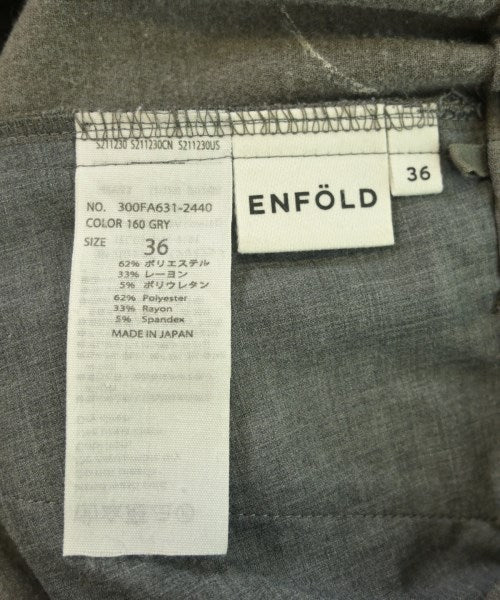 S211230 S211230CN S211230US
NO. 300FA631-2440
COLOR 160 GRY
SIZE 36
62% ポリエステル
33% レーヨン
5% ポリウレタン
62% Polyester
33% Rayon
5% Spandex
MADE IN JAPAN
ENFÖLD
36